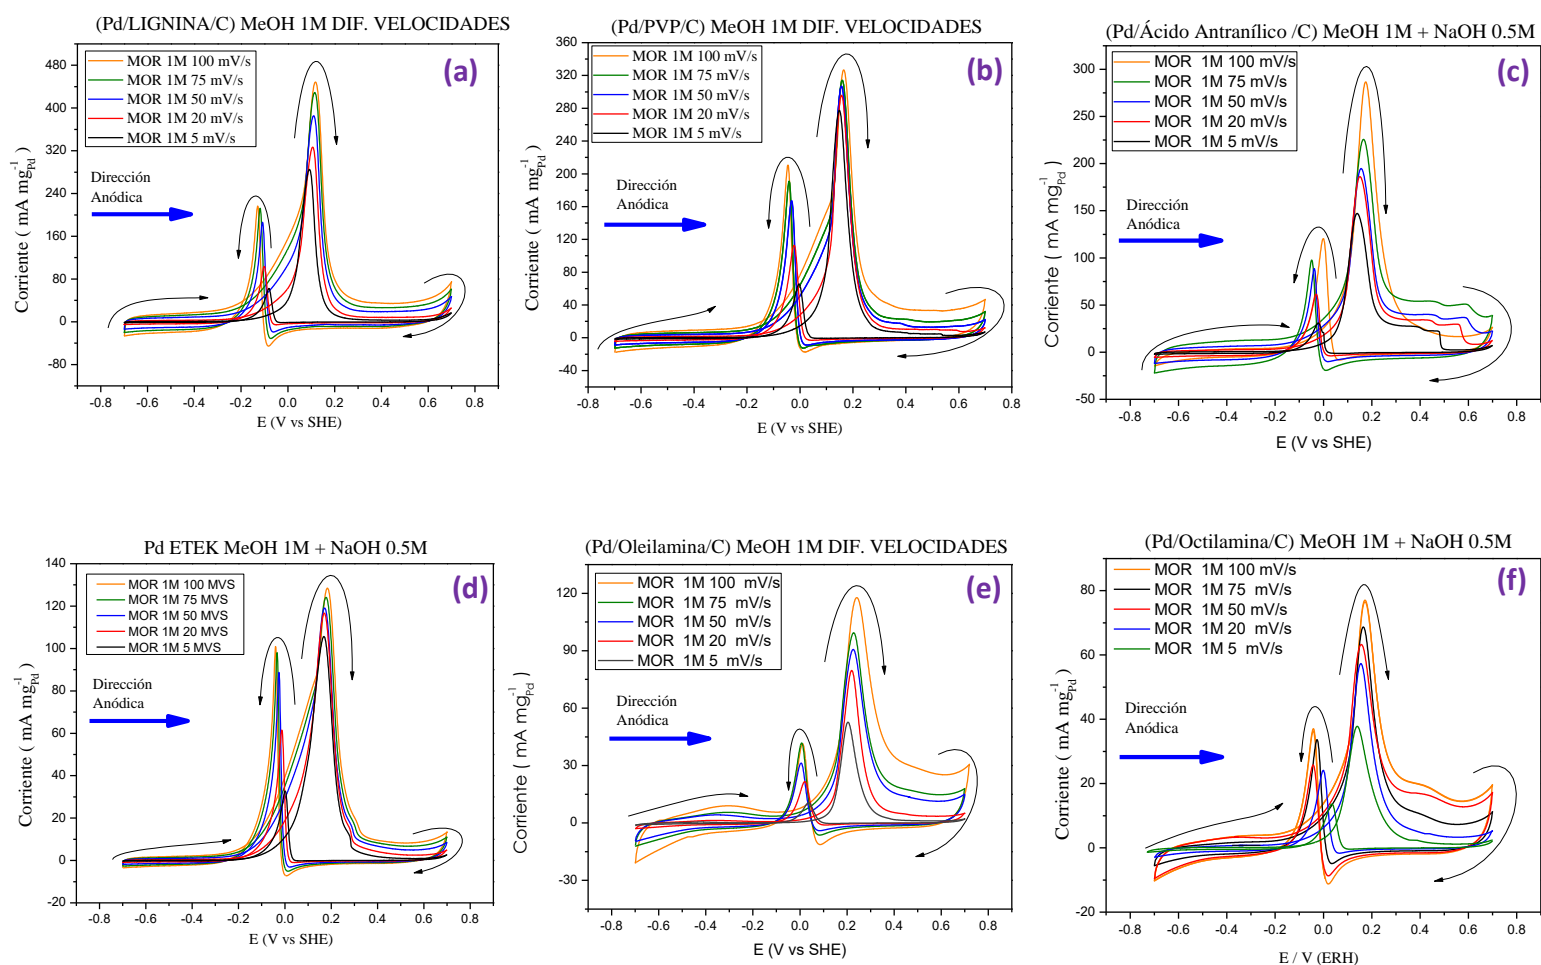 (Pd/LIGNINA/C) MeOH 1M DIF. VELOCIDADES
480
400
320
240
160
80
0
-80
Corriente ( mA mg-1Pd)
MOR 1M 100 mV/s
MOR 1M 75 mV/s
MOR 1M 50 mV/s
MOR 1M 20 mV/s
MOR 1M 5 mV/s
(a)
Dirección
Anódica
-0.8 -0.6 -0.4 -0.2 0.0 0.2 0.4 0.6 0.8
E (V vs SHE)
(Pd/PVP/C) MeOH 1M DIF. VELOCIDADES
360
320
280
240
200
160
120
80
40
0
-40
Corriente ( mA mg-1Pd)
MOR 1M 100 mV/s
MOR 1M 75 mV/s
MOR 1M 50 mV/s
MOR 1M 20 mV/s
MOR 1M 5 mV/s
(b)
Dirección
Anódica
-0.8 -0.6 -0.4 -0.2 0.0 0.2 0.4 0.6 0.8
E (V vs SHE)
(Pd/Ácido Antranílico /C) MeOH 1M + NaOH 0.5M
300
250
200
150
100
50
0
-50
Corriente ( mA mg-1Pd)
MOR 1M 100 mV/s
MOR 1M 75 mV/s
MOR 1M 50 mV/s
MOR 1M 20 mV/s
MOR 1M 5 mV/s
(c)
Dirección
Anódica
-0.8 -0.6 -0.4 -0.2 0.0 0.2 0.4 0.6 0.8
E (V vs SHE)
Pd ETEK MeOH 1M + NaOH 0.5M
140
120
100
80
60
40
20
0
-20
Corriente ( mA mg-1Pd)
MOR 1M 100 MVS
MOR 1M 75 MVS
MOR 1M 50 MVS
MOR 1M 20 MVS
MOR 1M 5 MVS
(d)
Dirección
Anódica
-0.8 -0.6 -0.4 -0.2 0.0 0.2 0.4 0.6 0.8
E (V vs SHE)
(Pd/Oleilamina/C) MeOH 1M DIF. VELOCIDADES
120
90
60
30
0
-30
Corriente ( mA mg-1Pd)
MOR 1M 100 mV/s
MOR 1M 75 mV/s
MOR 1M 50 mV/s
MOR 1M 20 mV/s
MOR 1M 5 mV/s
(e)
Dirección
Anódica
-0.8 -0.6 -0.4 -0.2 0.0 0.2 0.4 0.6 0.8
E (V vs SHE)
(Pd/Octilamina/C) MeOH 1M + NaOH 0.5M
80
60
40
20
0
-20
Corriente ( mA mg-1Pd)
MOR 1M 100 mV/s
MOR 1M 75 mV/s
MOR 1M 50 mV/s
MOR 1M 20 mV/s
MOR 1M 5 mV/s
(f)
Dirección
Anódica
-0.8 -0.6 -0.4 -0.2 0.0 0.2 0.4 0.6 0.8
E / V (ERH)